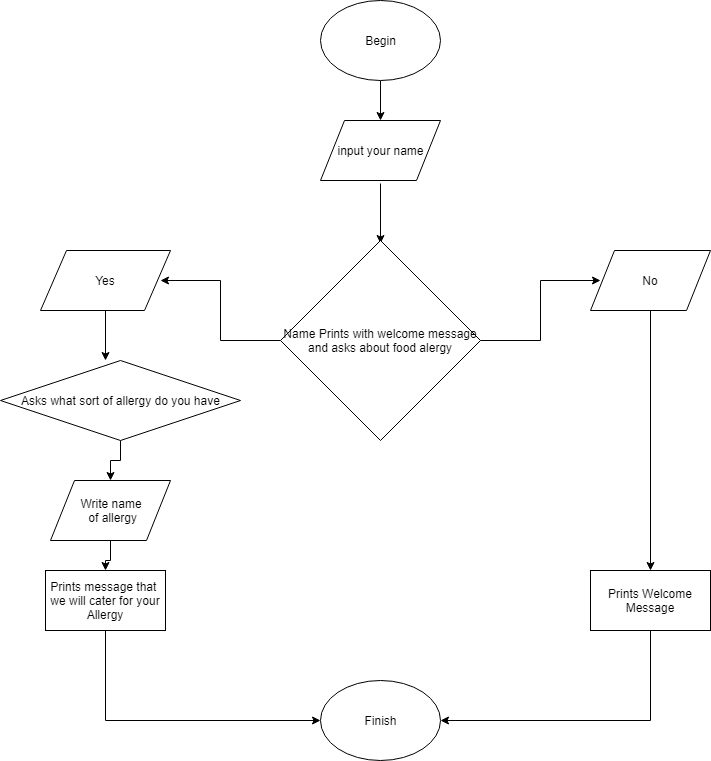 Begin
input your name
Yes
No
Name Prints with welcome message
and asks about food alergy
Asks what sort of allergy do you have
Write name
of allergy
Prints message that
we will cater for your
Allergy
Prints Welcome
Message
Finish